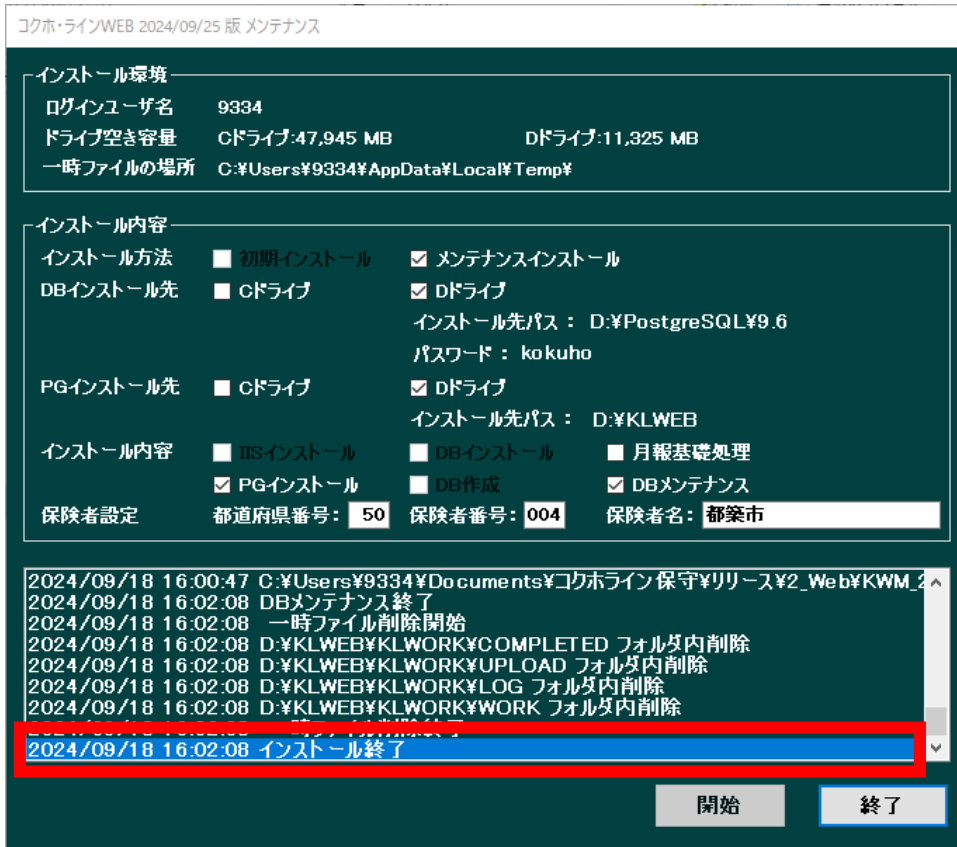 コクホ・ラインWEB 2024/09/25 版 メンテナンス
インストール環境
ログインユーザ名 9334
ドライブ空き容量 Cドライブ:47,945 MB Dドライブ:11,325 MB
一時ファイルの場所 C:¥Users¥9334¥AppData¥Local¥Temp¥
インストール内容
インストール方法 初期インストール メンテナンスインストール
DBインストール先 Cドライブ Dドライブ
インストール先パス： D:¥PostgreSQL¥9.6
パスワード： kokuho
PGインストール先 Cドライブ Dドライブ
インストール先パス： D:¥KLWEB
インストール内容 IISインストール DBインストール 月報基礎処理
PGインストール DB作成 DBメンテナンス
保険者設定 都道府県番号： 50 保険者番号： 004 保険者名： 都築市
2024/09/18 16:00:47 C:¥Users¥9334¥Documents¥コクホライン保守¥リリース¥2_Web¥KWM_
2024/09/18 16:02:08 DBメンテナンス終了
2024/09/18 16:02:08 一時ファイル削除開始
2024/09/18 16:02:08 D:¥KLWEB¥KLWORK¥COMPLETED フォルダ内削除
2024/09/18 16:02:08 D:¥KLWEB¥KLWORK¥UPLOAD フォルダ内削除
2024/09/18 16:02:08 D:¥KLWEB¥KLWORK¥LOG フォルダ内削除
2024/09/18 16:02:08 D:¥KLWEB¥KLWORK¥WORK フォルダ内削除
2024/09/18 16:02:08 一時ファイル削除終了
2024/09/18 16:02:08 インストール終了
開始 終了